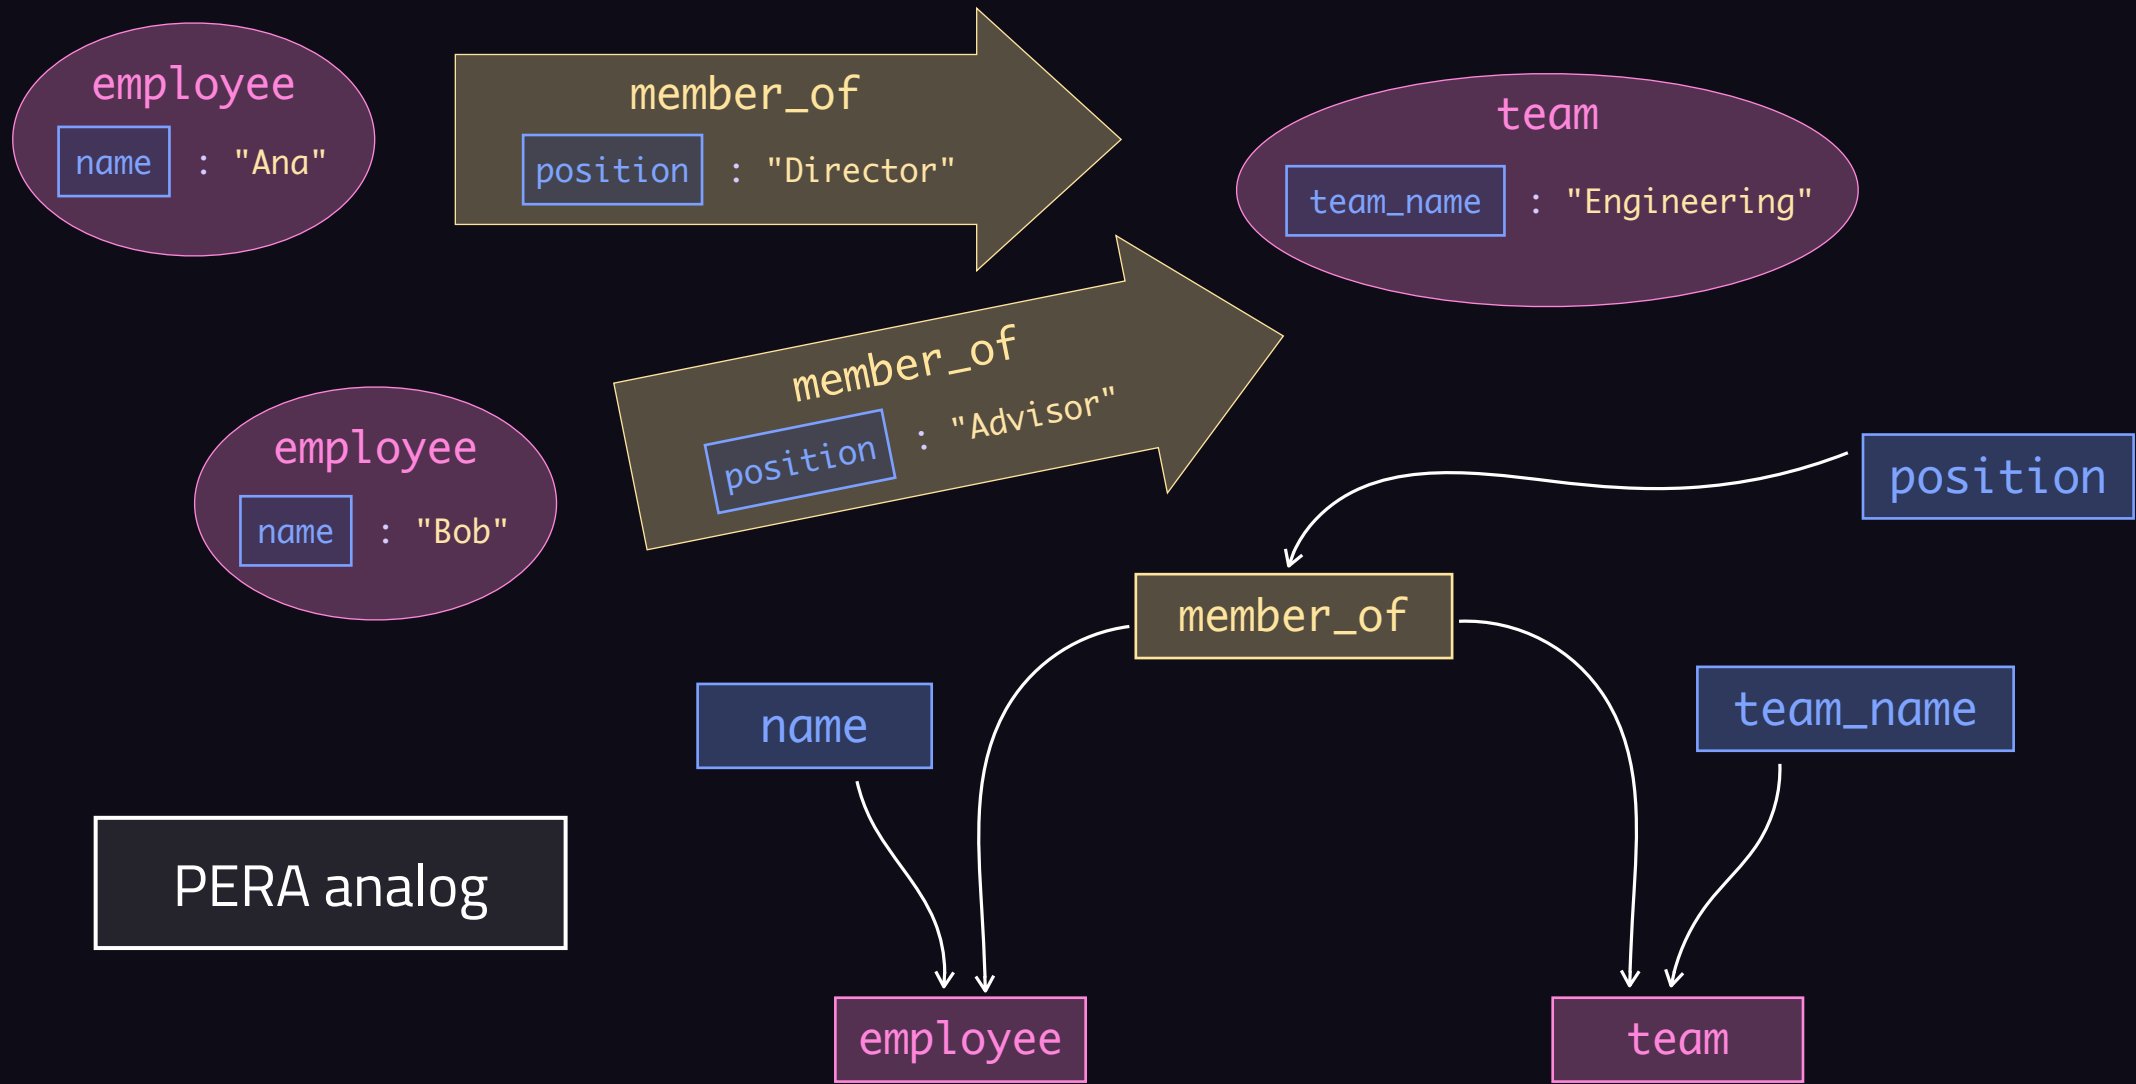 employee
name : "Ana"
member_of
position : "Director"
team
team_name : "Engineering"
member_of
position : "Advisor"
employee
name : "Bob"
position
member_of
name
team_name
PERA analog
employee
team